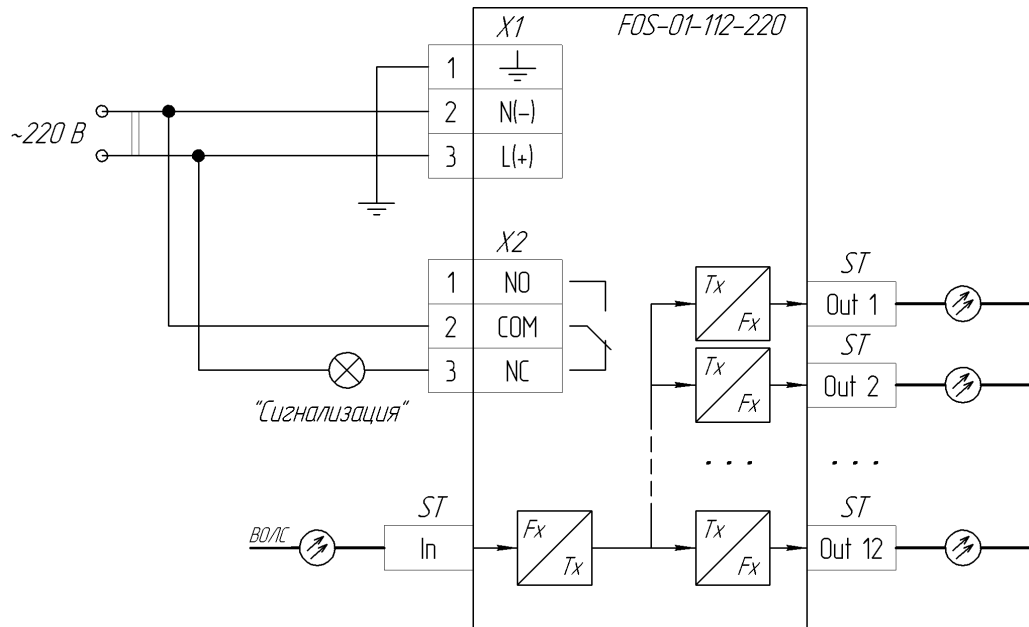 X1
FOS-01-112-220
1
2 N(-)
3 L(+)
~220 В
X2
1 NO
2 COM
3 NC
"Сигнализация"
ST
Tx
Fx
Out 1
ST
Tx
Fx
Out 2
. . .
. . .
ВОЛС
ST
In
Fx
Tx
Tx
Fx
ST
Out 12